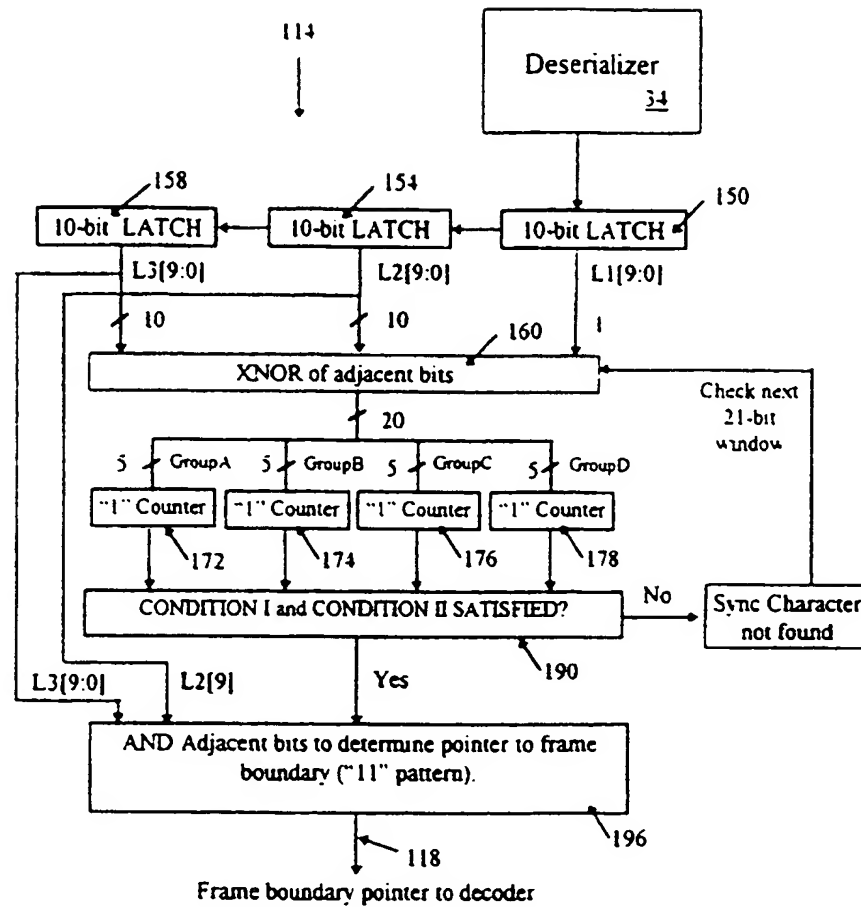 114
Deserializer
34
158
154
150
10-bit LATCH
10-bit LATCH
10-bit LATCH
L3[9:0]
L2[9:0]
L1[9:0]
10
10
1
160
XNOR of adjacent bits
20
Check next
21-bit
window
5
GroupA
5
GroupB
5
GroupC
5
GroupD
"1" Counter
"1" Counter
"1" Counter
"1" Counter
172
174
176
178
CONDITION I and CONDITION II SATISFIED?
No
Sync Character
not found
190
L3[9:0]
L2[9]
Yes
AND Adjacent bits to determine pointer to frame
boundary ("11" pattern).
196
118
Frame boundary pointer to decoder